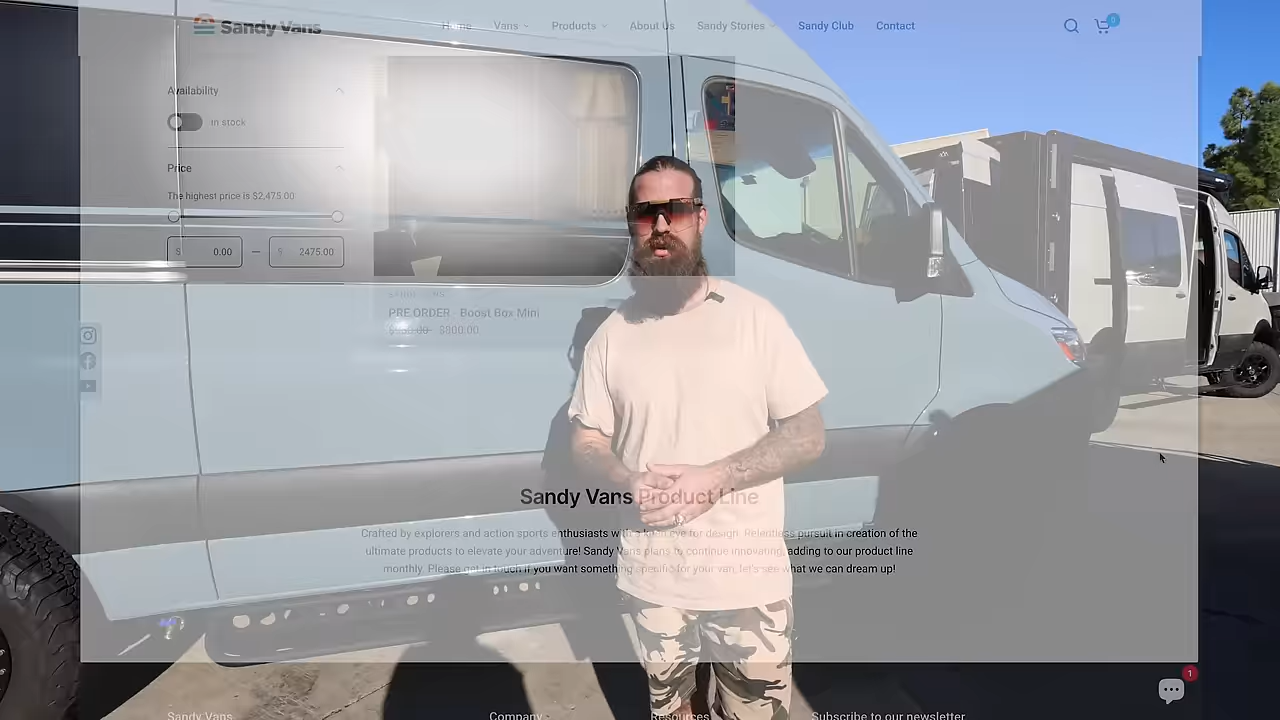 Sandy Vans
Home Vans Products About Us Sandy Stories Sandy Club Contact
0
Availability
In stock
Price
The highest price is $2,475.00
$ 0.00 — $ 2475.00
SANDY VANS
PRE ORDER - Boost Box Mini
$800.00
Sandy Vans Product Line
Crafted by explorers and action sports enthusiasts with a keen eye for design. Relentless pursuit in creation of the
ultimate products to elevate your adventure! Sandy Vans plans to continue innovating, adding to our product line
monthly. Please get in touch if you want something specific for your van, let's see what we can dream up!
1
Sandy Vans Company Resources Subscribe to our newsletter